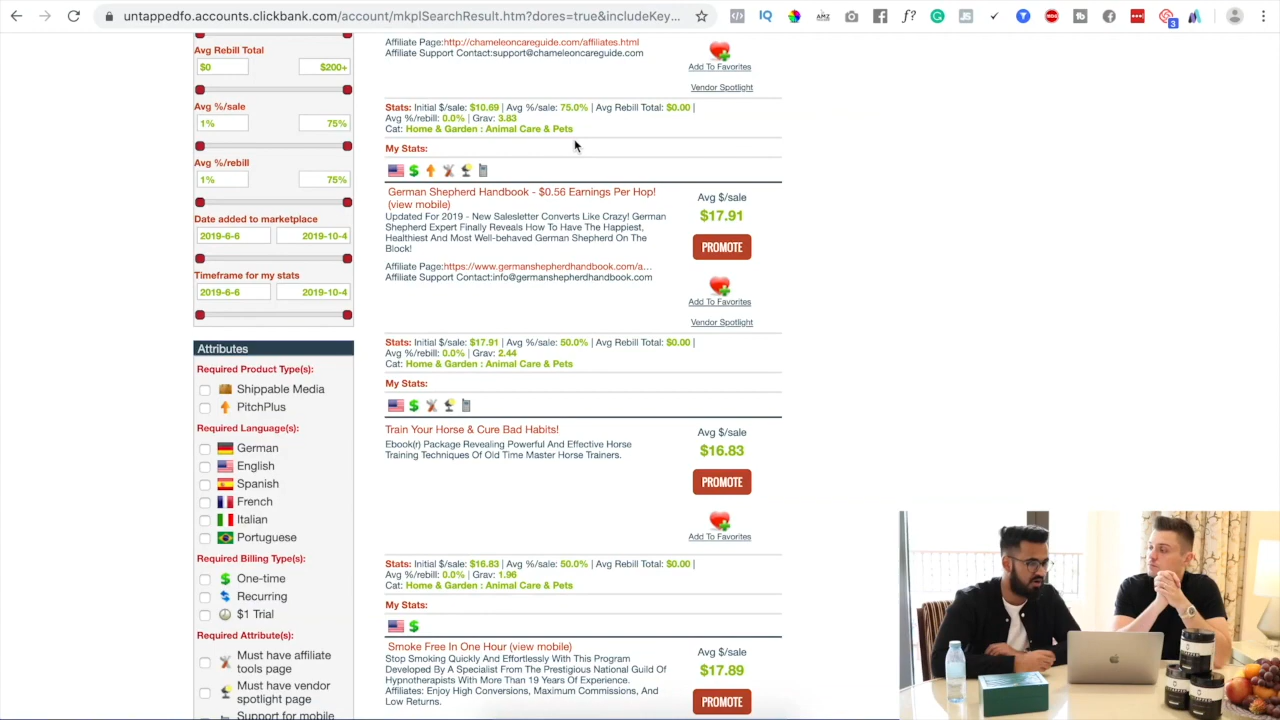 untappedfo.accounts.clickbank.com/account/mkplSearchResult.htm?dores=true&includeKey...
Avg Rebill Total
$0
$200+
Avg %/sale
1%
75%
Avg %/rebill
1%
75%
Date added to marketplace
2019-6-6
2019-10-4
Timeframe for my stats
2019-6-6
2019-10-4
Attributes
Required Product Type(s):
Shippable Media
PitchPlus
Required Language(s):
German
English
Spanish
French
Italian
Portuguese
Required Billing Type(s):
One-time
Recurring
$1 Trial
Required Attribute(s):
Must have affiliate
tools page
Must have vendor
spotlight page
Support for mobile
Affiliate Page:http://chameleoncareguide.com/affiliates.html
Affiliate Support Contact:support@chameleoncareguide.com
Add To Favorites
Vendor Spotlight
Stats: Initial $/sale: $10.69 | Avg %/sale: 75.0% | Avg Rebill Total: $0.00 |
Avg %/rebill: 0.0% | Grav: 3.83
Cat: Home & Garden : Animal Care & Pets
My Stats:
German Shepherd Handbook - $0.56 Earnings Per Hop!
(view mobile)
Updated For 2019 - New Salesletter Converts Like Crazy! German
Shepherd Expert Finally Reveals How To Have The Happiest,
Healthiest And Most Well-behaved German Shepherd On The
Block!
Affiliate Page:https://www.germanshepherdhandbook.com/a...
Affiliate Support Contact:info@germanshepherdhandbook.com
Avg $/sale
$17.91
PROMOTE
Add To Favorites
Vendor Spotlight
Stats: Initial $/sale: $17.91 | Avg %/sale: 50.0% | Avg Rebill Total: $0.00 |
Avg %/rebill: 0.0% | Grav: 2.44
Cat: Home & Garden : Animal Care & Pets
My Stats:
Train Your Horse & Cure Bad Habits!
Ebook(r) Package Revealing Powerful And Effective Horse
Training Techniques Of Old Time Master Horse Trainers.
Avg $/sale
$16.83
PROMOTE
Add To Favorites
Stats: Initial $/sale: $16.83 | Avg %/sale: 50.0% | Avg Rebill Total: $0.00 |
Avg %/rebill: 0.0% | Grav: 1.96
Cat: Home & Garden : Animal Care & Pets
My Stats:
Smoke Free In One Hour (view mobile)
Stop Smoking Quickly And Effortlessly With This Program
Developed By A Specialist From The Prestigious National Guild Of
Hypnotherapists With More Than 19 Years Of Experience.
Affiliates: Enjoy High Conversions, Maximum Commissions, And
Low Returns.
Avg $/sale
$17.89
PROMOTE